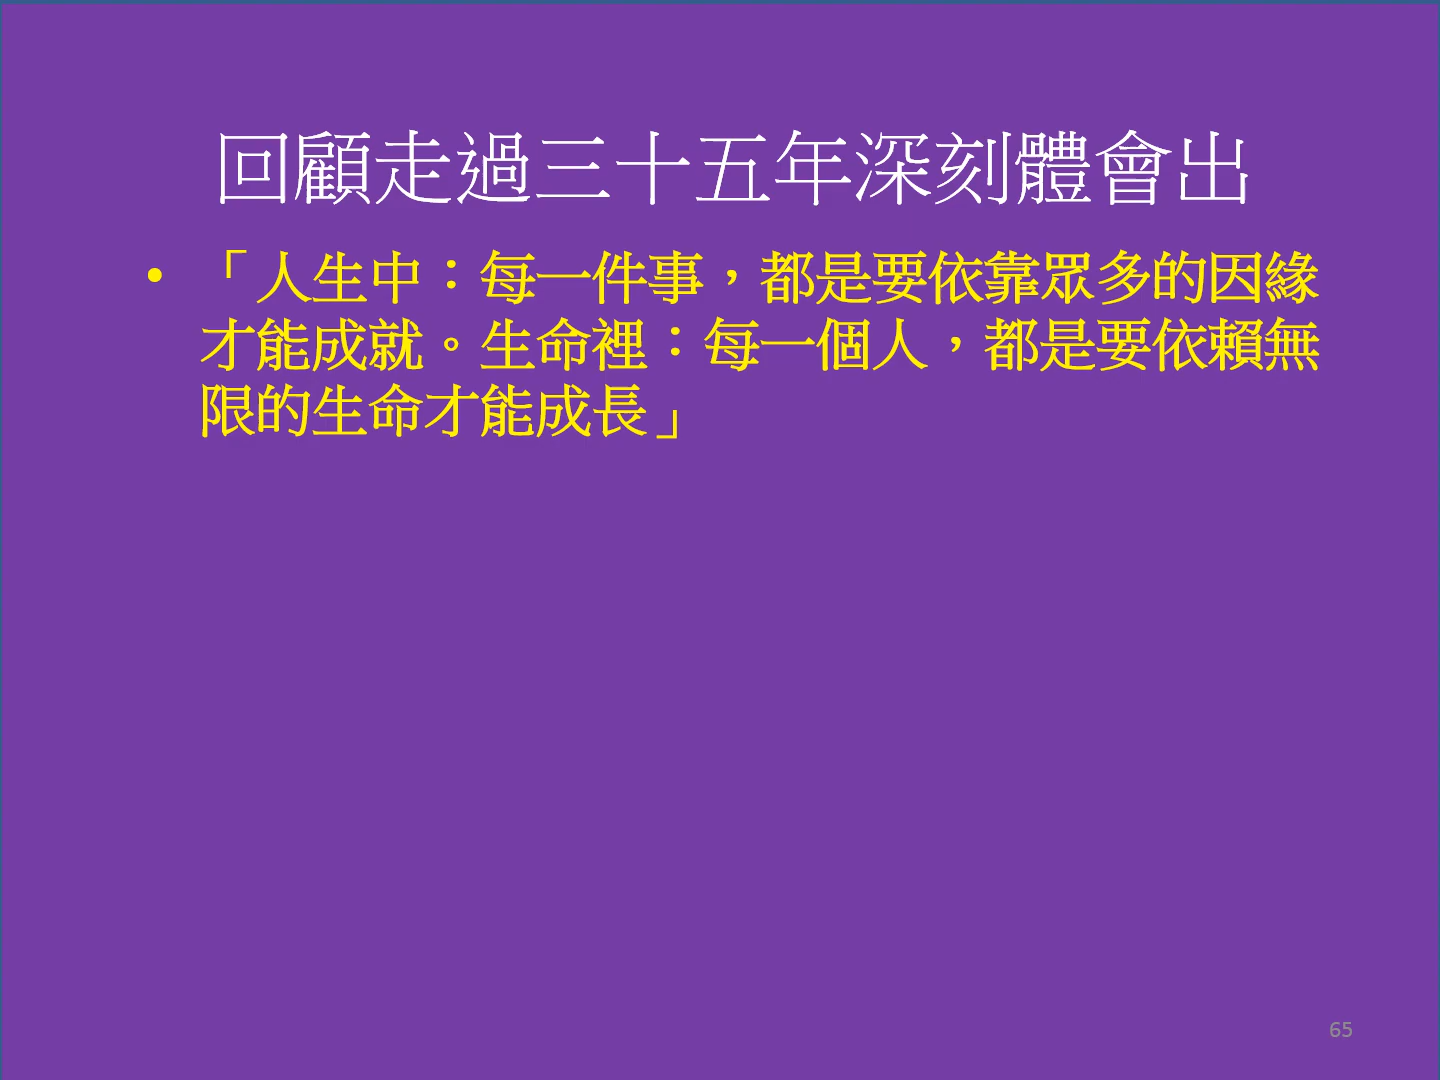 回顧走過三十五年深刻體會出
• 「人生中：每一件事，都是要依靠眾多的因緣
才能成就。生命裡：每一個人，都是要依賴無
限的生命才能成長」
65